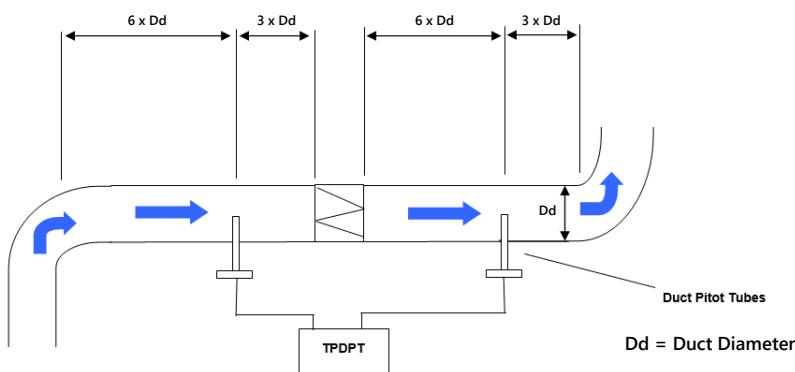 6 x Dd
3 x Dd
6 x Dd
3 x Dd
Dd
Duct Pitot Tubes
TPDPT
Dd = Duct Diameter